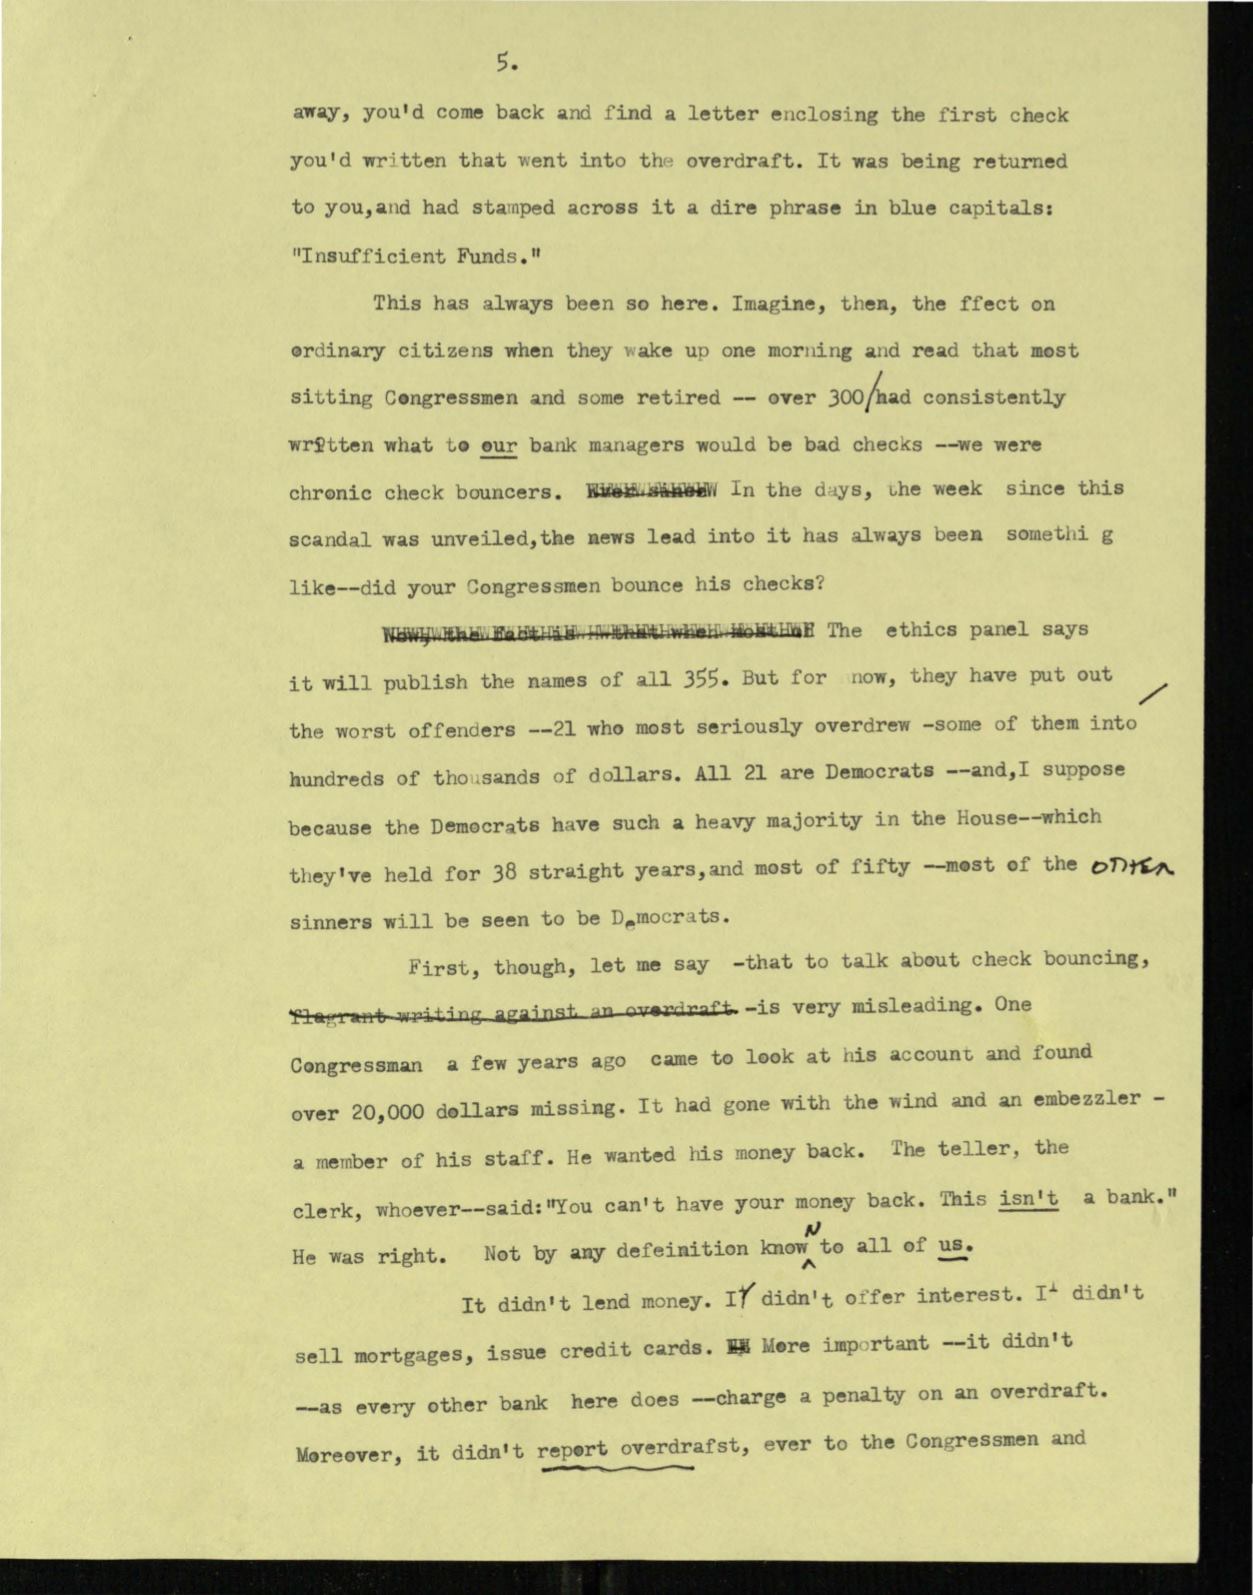 5.
away, you'd come back and find a letter enclosing the first check
you'd written that went into the overdraft. It was being returned
to you,and had stamped across it a dire phrase in blue capitals:
"Insufficient Funds."
This has always been so here. Imagine, then, the ffect on
ordinary citizens when they wake up one morning and read that most
sitting Congressmen and some retired -- over 300/had consistently
written what to our bank managers would be bad checks --we were
chronic check bouncers. Ever since In the days, the week since this
scandal was unveiled,the news lead into it has always been somethi g
like--did your Congressmen bounce his checks?
Now, the Fact is that when most of The ethics panel says
it will publish the names of all 355. But for now, they have put out
the worst offenders --21 who most seriously overdrew -some of them into /
hundreds of thousands of dollars. All 21 are Democrats --and,I suppose
because the Democrats have such a heavy majority in the House--which
they've held for 38 straight years,and most of fifty --most of the OTHER
sinners will be seen to be Democrats.
First, though, let me say -that to talk about check bouncing,
flagrant writing against an overdraft -is very misleading. One
Congressman a few years ago came to look at his account and found
over 20,000 dollars missing. It had gone with the wind and an embezzler -
a member of his staff. He wanted his money back. The teller, the
clerk, whoever--said:"You can't have your money back. This isn't a bank."
He was right. Not by any defeinition knowN to all of us.
It didn't lend money. IT didn't offer interest. It didn't
sell mortgages, issue credit cards. More important --it didn't
--as every other bank here does --charge a penalty on an overdraft.
Moreover, it didn't report overdrafst, ever to the Congressmen and